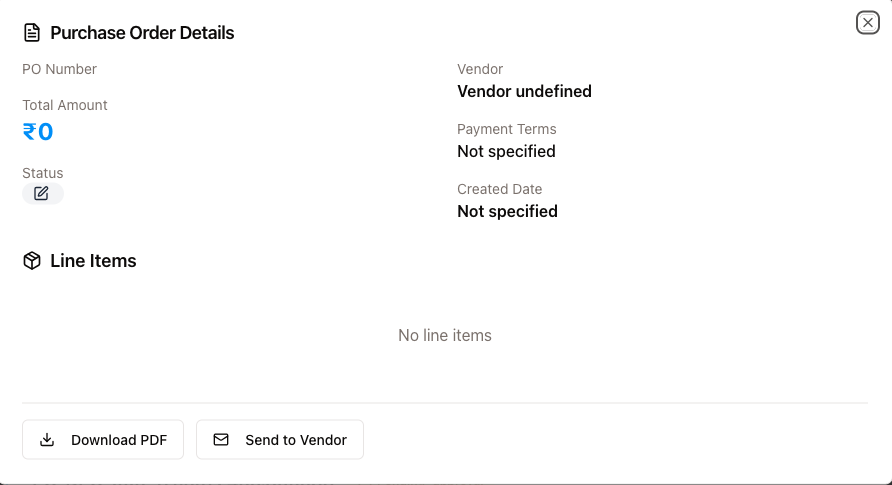 Purchase Order Details
PO Number
Total Amount
₹0
Status
Vendor
Vendor undefined
Payment Terms
Not specified
Created Date
Not specified
Line Items
No line items
Download PDF
Send to Vendor